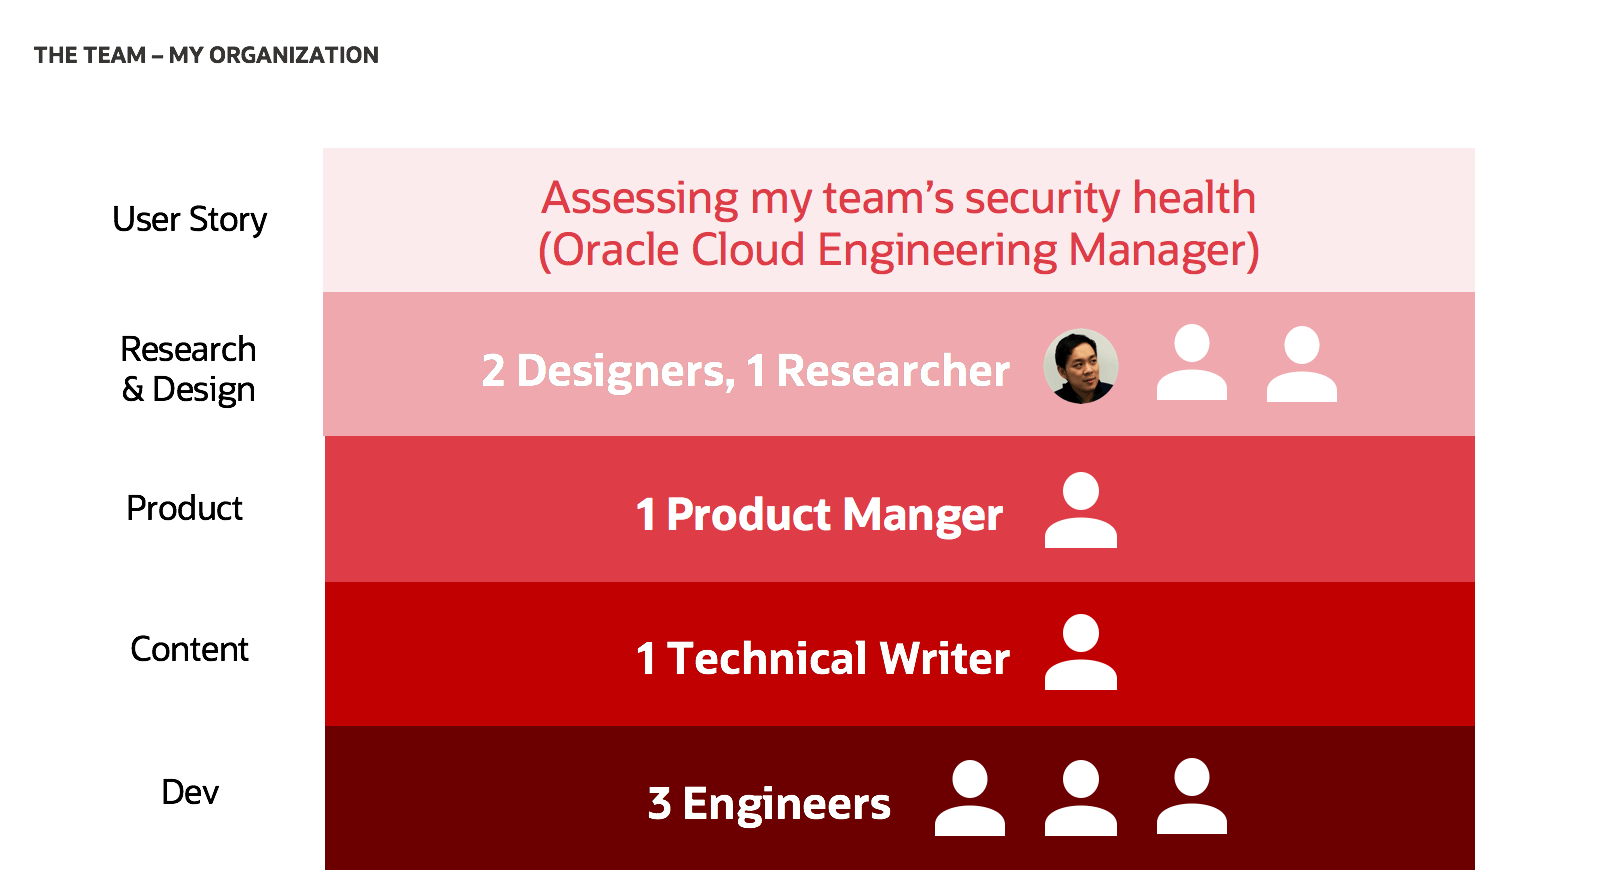 THE TEAM – MY ORGANIZATION
User Story
Assessing my team’s security health
(Oracle Cloud Engineering Manager)
Research
& Design
2 Designers, 1 Researcher
Product
1 Product Manger
Content
1 Technical Writer
Dev
3 Engineers